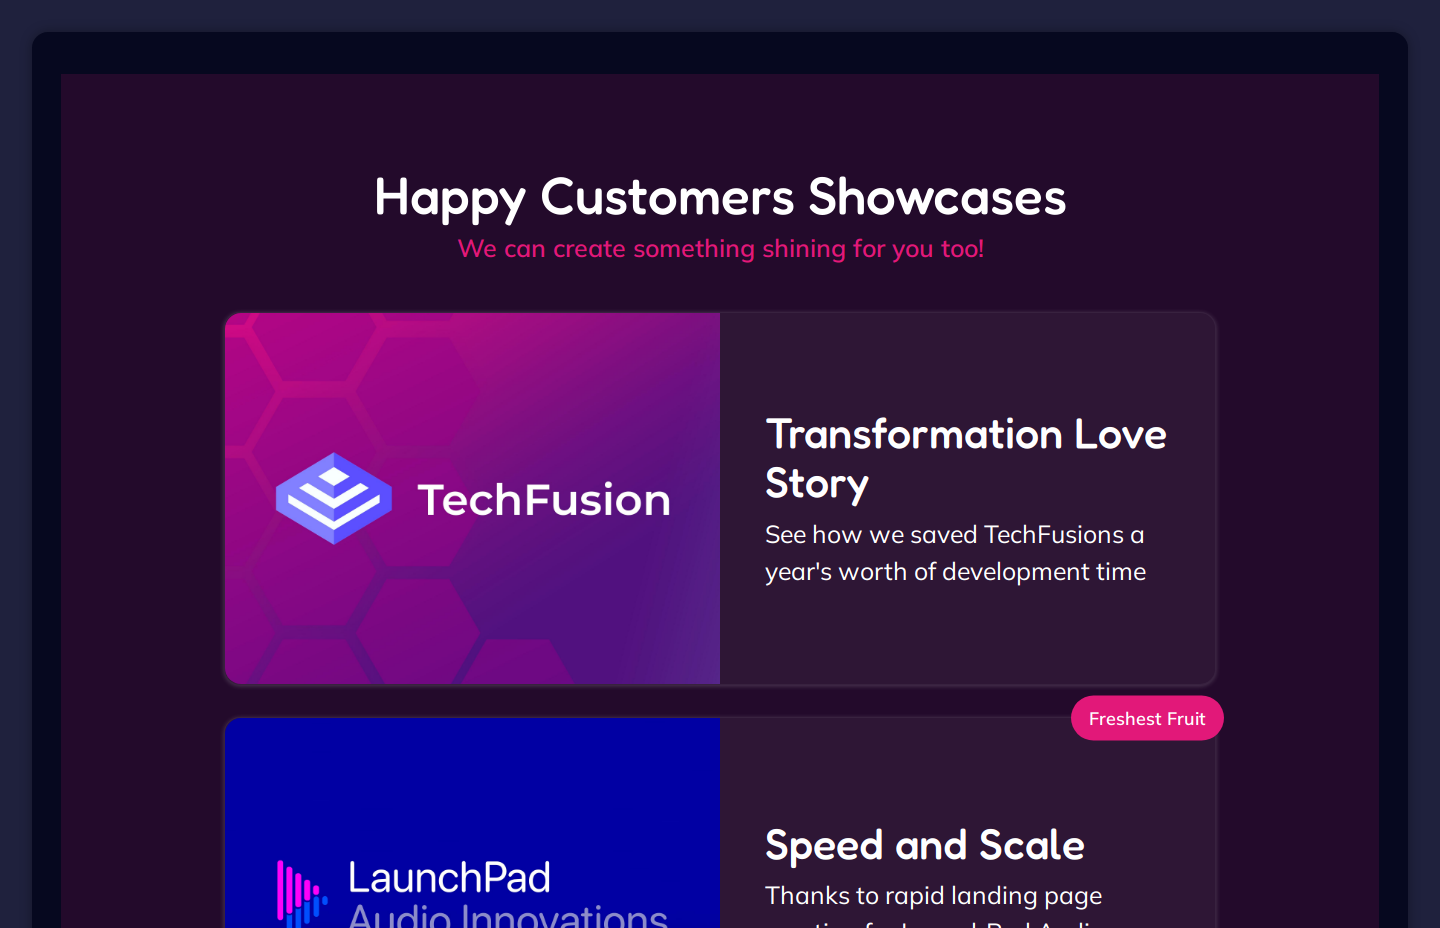 Happy Customers Showcases
We can create something shining for you too!
TechFusion
Transformation Love
Story
See how we saved TechFusions a
year's worth of development time
Freshest Fruit
LaunchPad
Audio Innovations
Speed and Scale
Thanks to rapid landing page